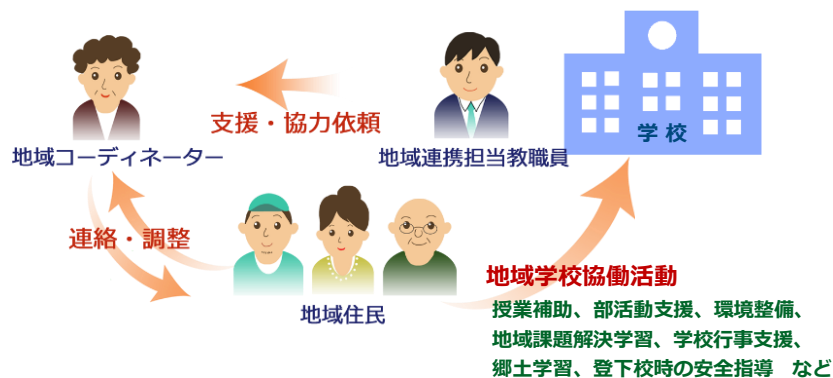 学校
支援・協力依頼
地域コーディネーター
地域連携担当教職員
連絡・調整
地域住民
地域学校協働活動
授業補助、部活動支援、環境整備、
地域課題解決学習、学校行事支援、
郷土学習、登下校時の安全指導　など